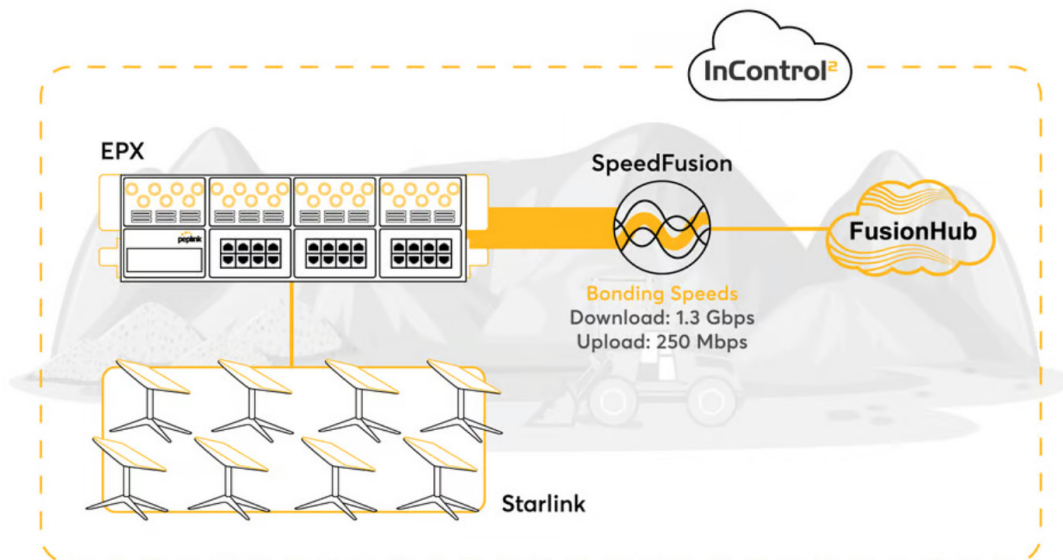 InControl²
EPX
peplink
SpeedFusion
FusionHub
Bonding Speeds
Download: 1.3 Gbps
Upload: 250 Mbps
Starlink